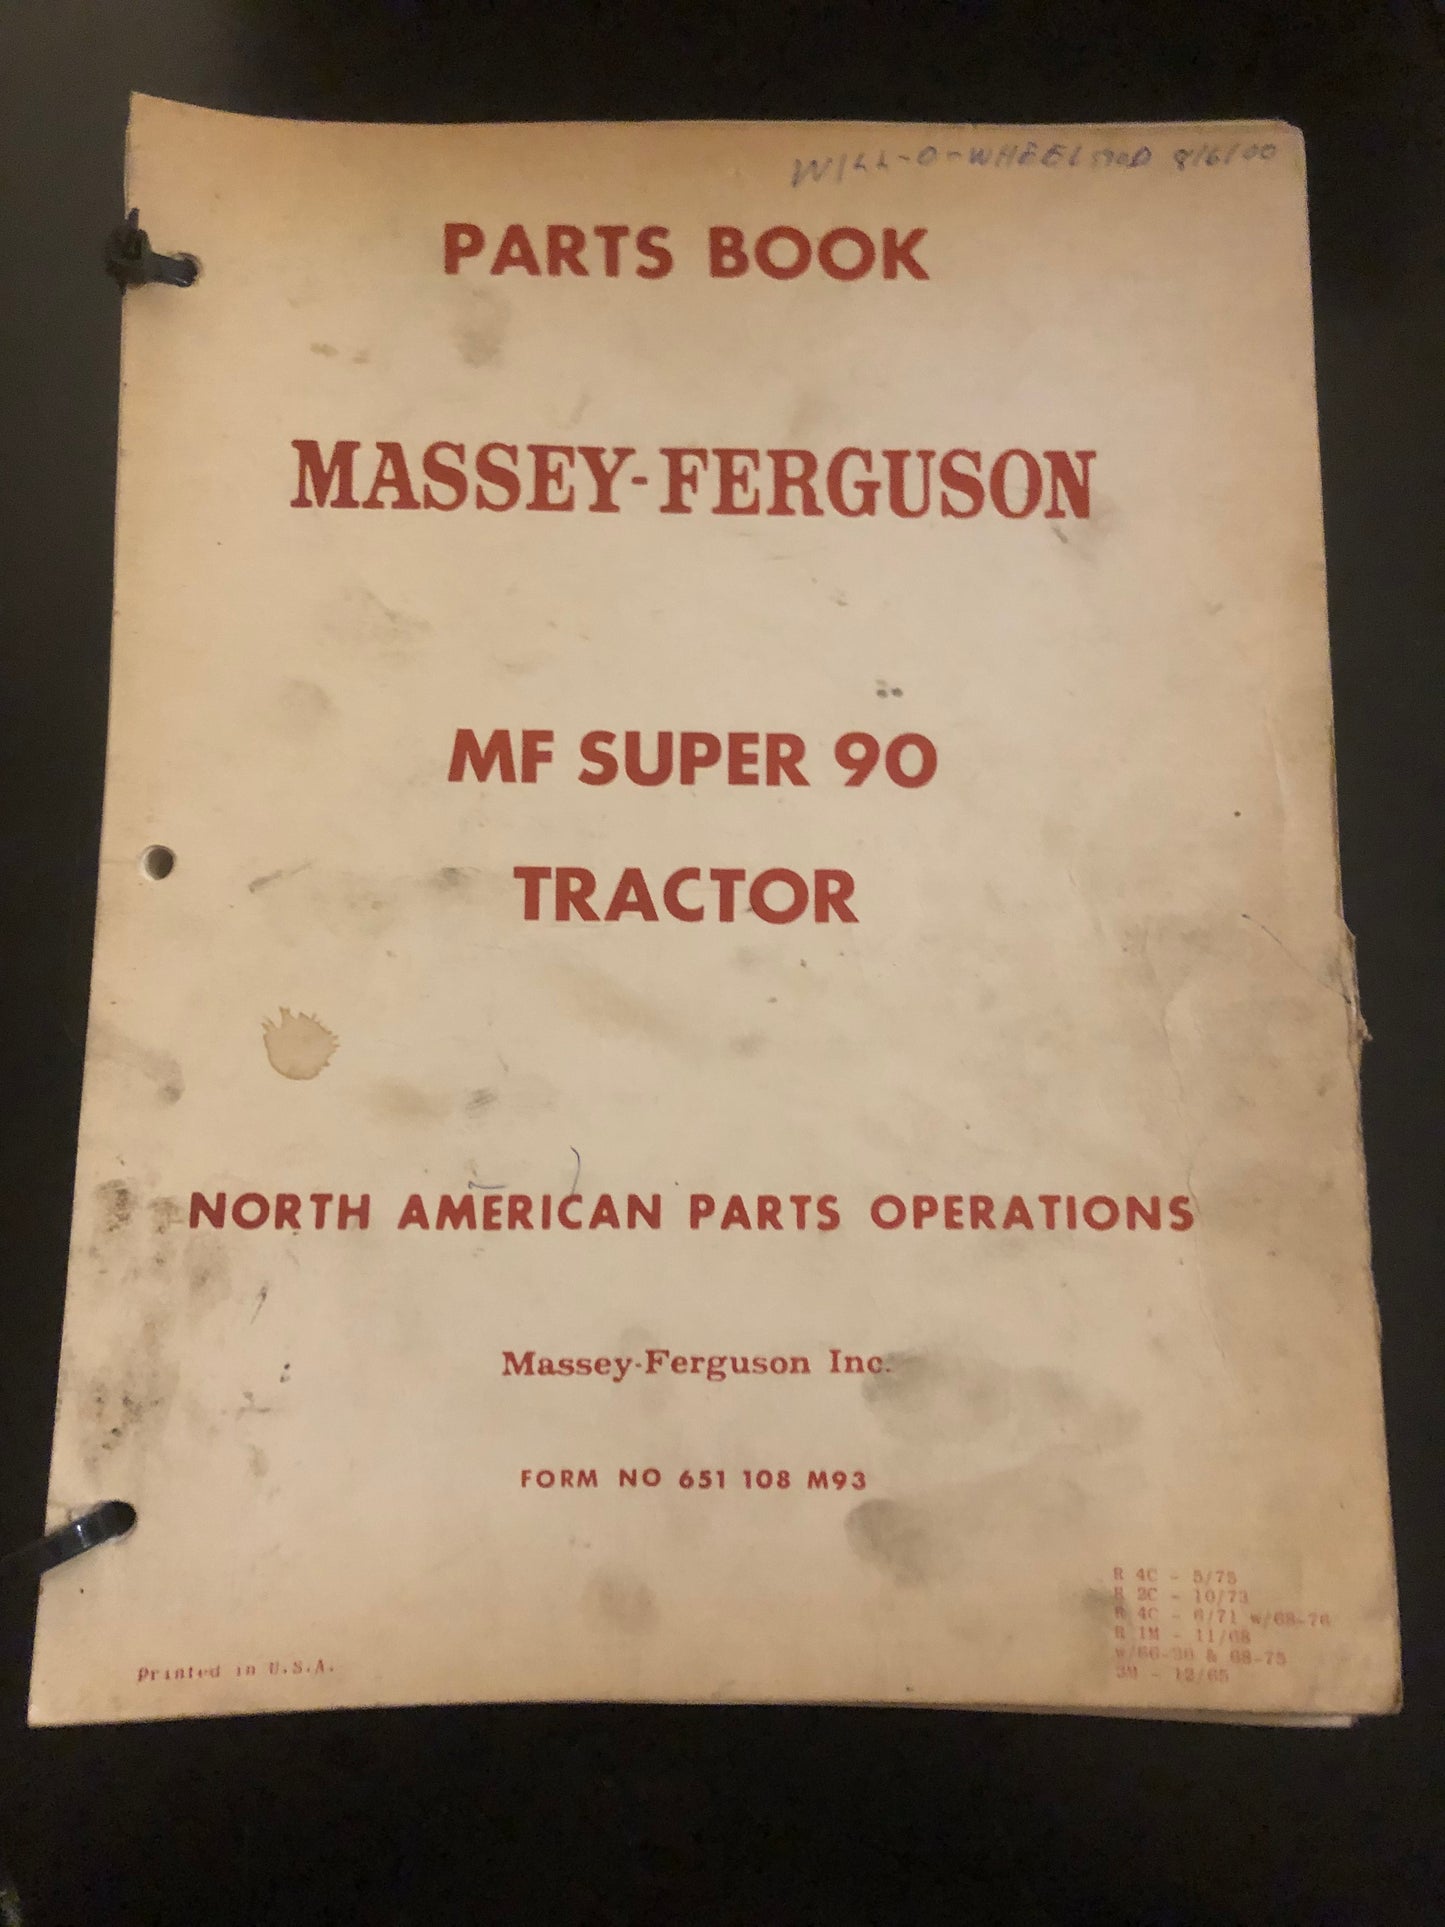 WILL-O-WHEEL 8/6/00
PARTS BOOK
MASSEY-FERGUSON
MF SUPER 90
TRACTOR
NORTH AMERICAN PARTS OPERATIONS
Massey-Ferguson Inc.
FORM NO 651 108 M93
R 4C - 5/75
R 2C - 10/73
R 4C - 6/71 w/68-76
R 1M - 11/68
w/66-36 & 68-75
3M - 12/65
Printed in U.S.A.